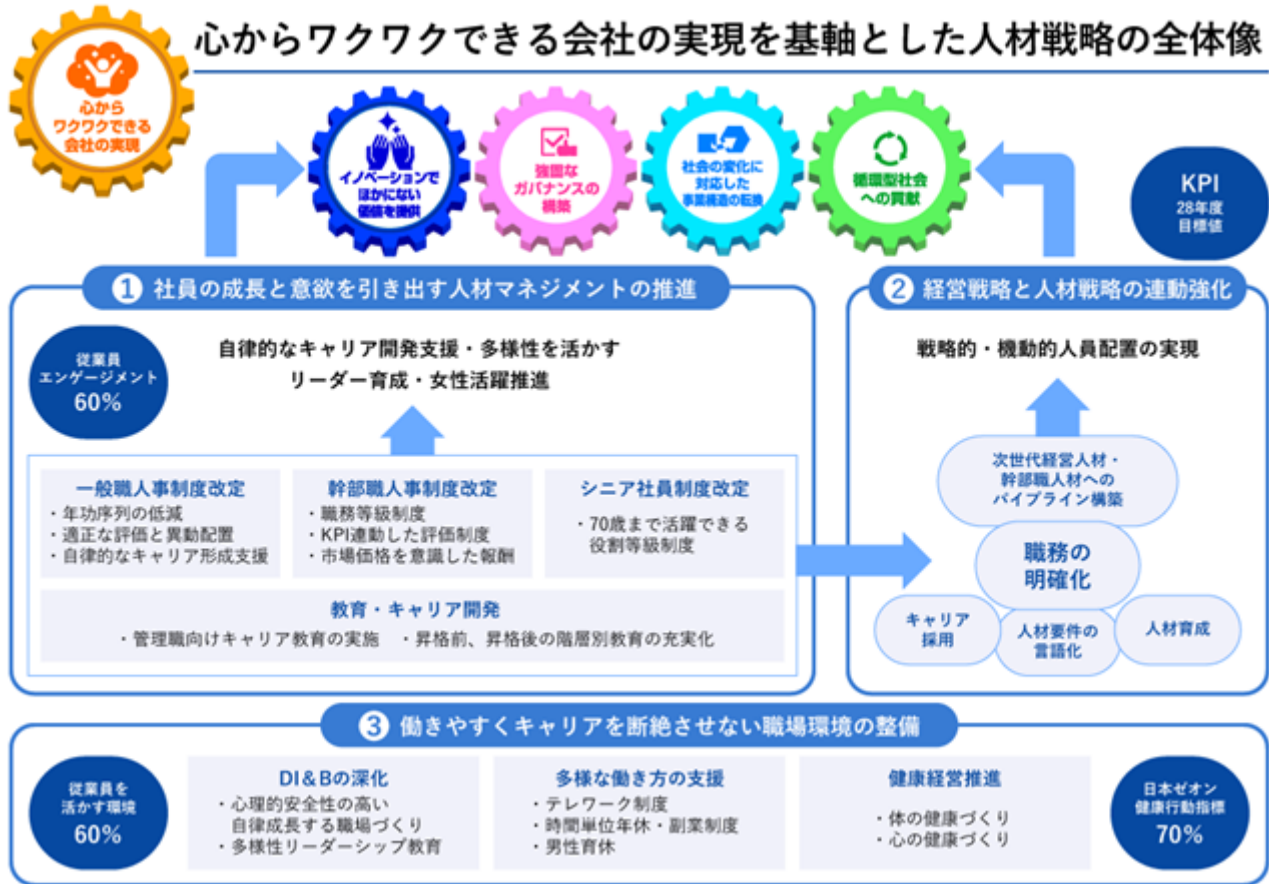 心からワクワクできる会社の実現を基軸とした人材戦略の全体像
心から
ワクワクできる
会社の実現
イノベーションで
ほかにない
価値を提供
強固な
ガバナンスの
構築
社会の変化に
対応した
事業構造の転換
循環型社会
への貢献
KPI
28年度
目標値
1 社員の成長と意欲を引き出す人材マネジメントの推進
従業員
エンゲージメント
60%
自律的なキャリア開発支援・多様性を活かす
リーダー育成・女性活躍推進
一般職人事制度改定
・年功序列の低減
・適正な評価と異動配置
・自律的なキャリア形成支援
幹部職人事制度改定
・職務等級制度
・KPI連動した評価制度
・市場価格を意識した報酬
シニア社員制度改定
・70歳まで活躍できる
役割等級制度
教育・キャリア開発
・管理職向けキャリア教育の実施 ・昇格前、昇格後の階層別教育の充実化
2 経営戦略と人材戦略の連動強化
戦略的・機動的人員配置の実現
次世代経営人材・
幹部職人材への
パイプライン構築
職務の
明確化
キャリア
採用
人材要件の
言語化
人材育成
3 働きやすくキャリアを断絶させない職場環境の整備
従業員を
活かす環境
60%
DI&Bの深化
・心理的安全性の高い
自律成長する職場づくり
・多様性リーダーシップ教育
多様な働き方の支援
・テレワーク制度
・時間単位年休・副業制度
・男性育休
健康経営推進
・体の健康づくり
・心の健康づくり
日本ゼオン
健康行動指標
70%